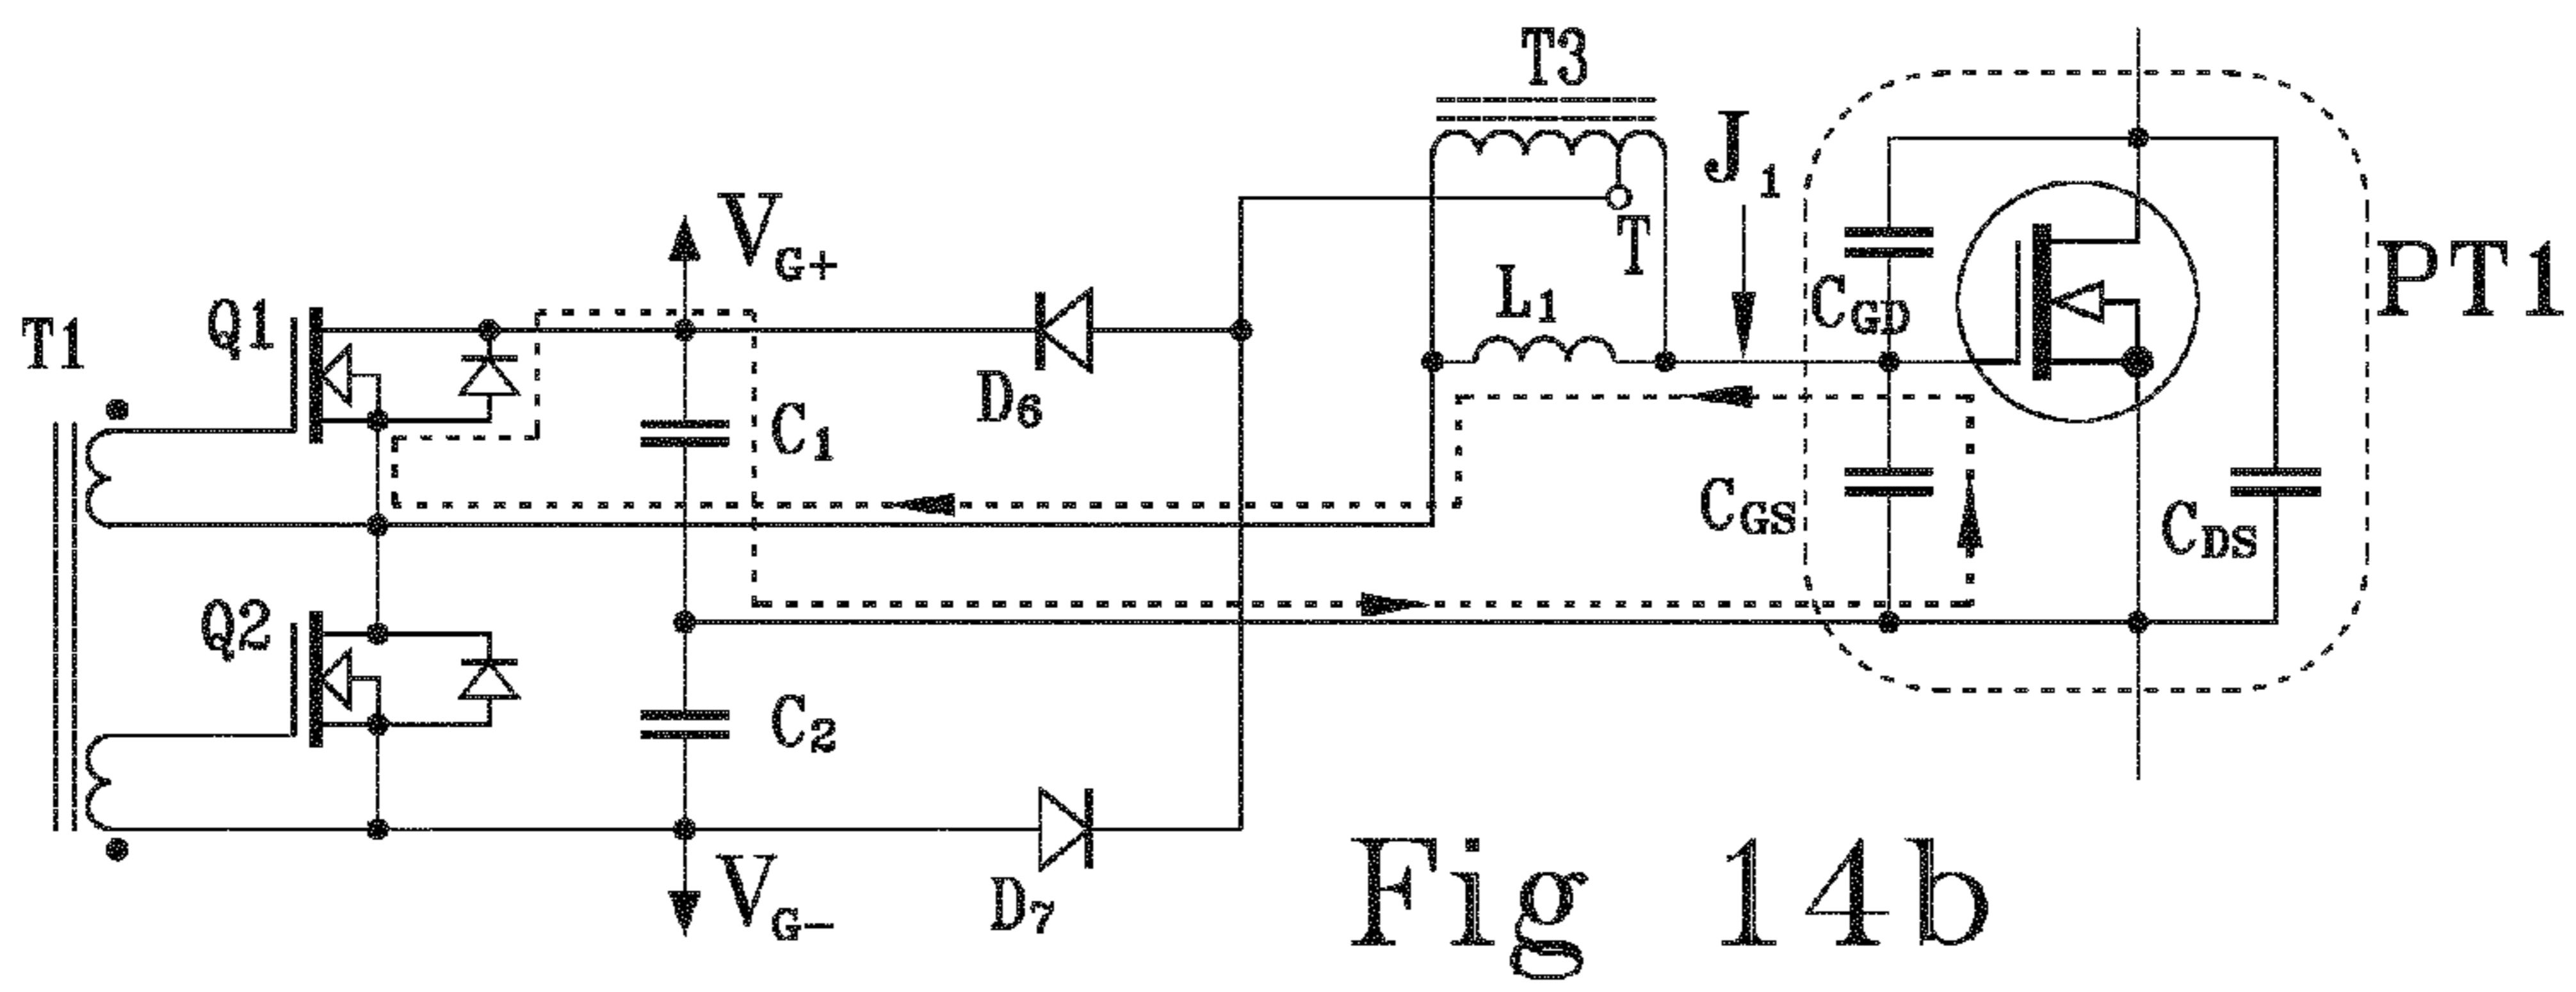 T3
J1
VG+
Q1
T1
T
PT1
L1
CGD
D6
C1
CGS
CDS
Q2
C2
VG-
D7
Fig 14b